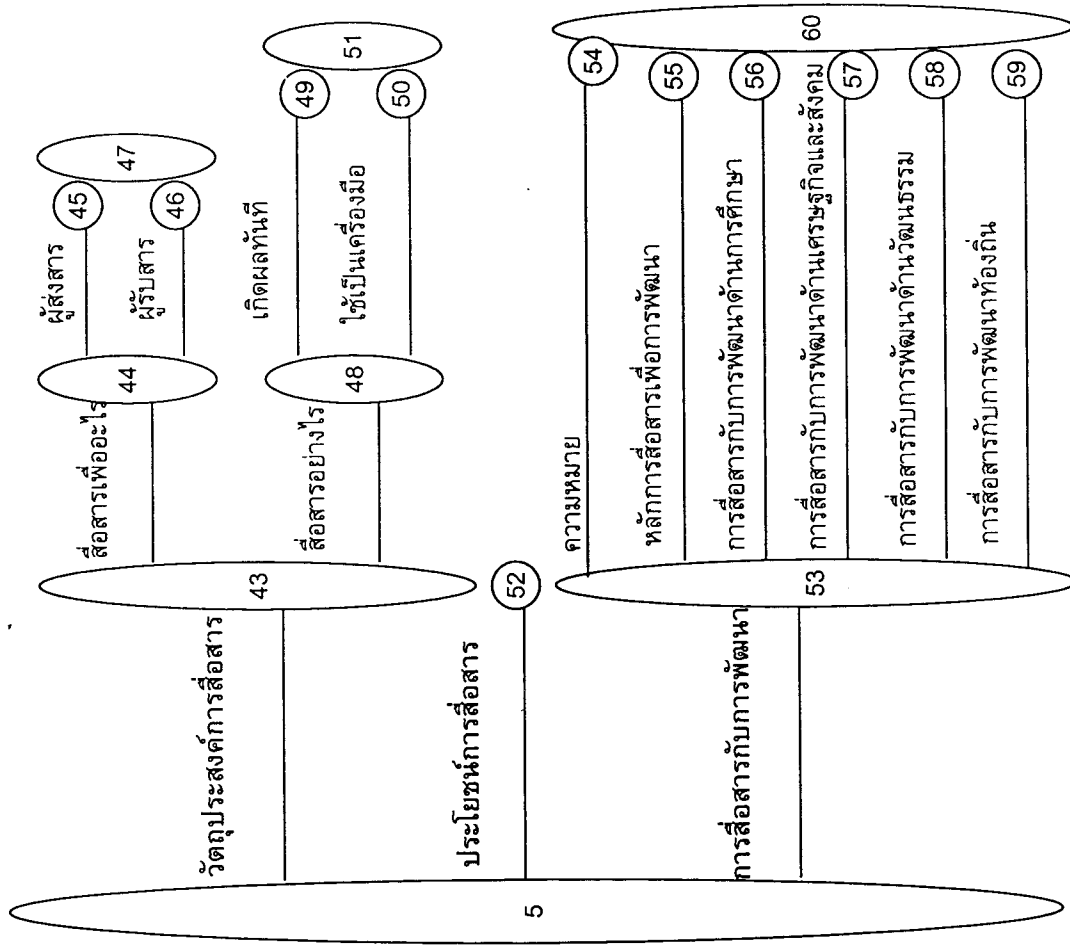 5
วัตถุประสงค์การสื่อสาร
43
สื่อสารเพื่ออะไร
44
ผู้ส่งสาร
45
ผู้รับสาร
46
47
สื่อสารอย่างไร
48
เกิดผลทันที
49
ใช้เป็นเครื่องมือ
50
51
ประโยชน์การสื่อสาร
52
การสื่อสารกับการพัฒนา
53
ความหมาย
54
หลักการสื่อสารเพื่อการพัฒนา
55
การสื่อสารกับการพัฒนาด้านการศึกษา
56
การสื่อสารกับการพัฒนาด้านเศรษฐกิจและสังคม
57
การสื่อสารกับการพัฒนาด้านวัฒนธรรม
58
การสื่อสารกับการพัฒนาท้องถิ่น
59
60